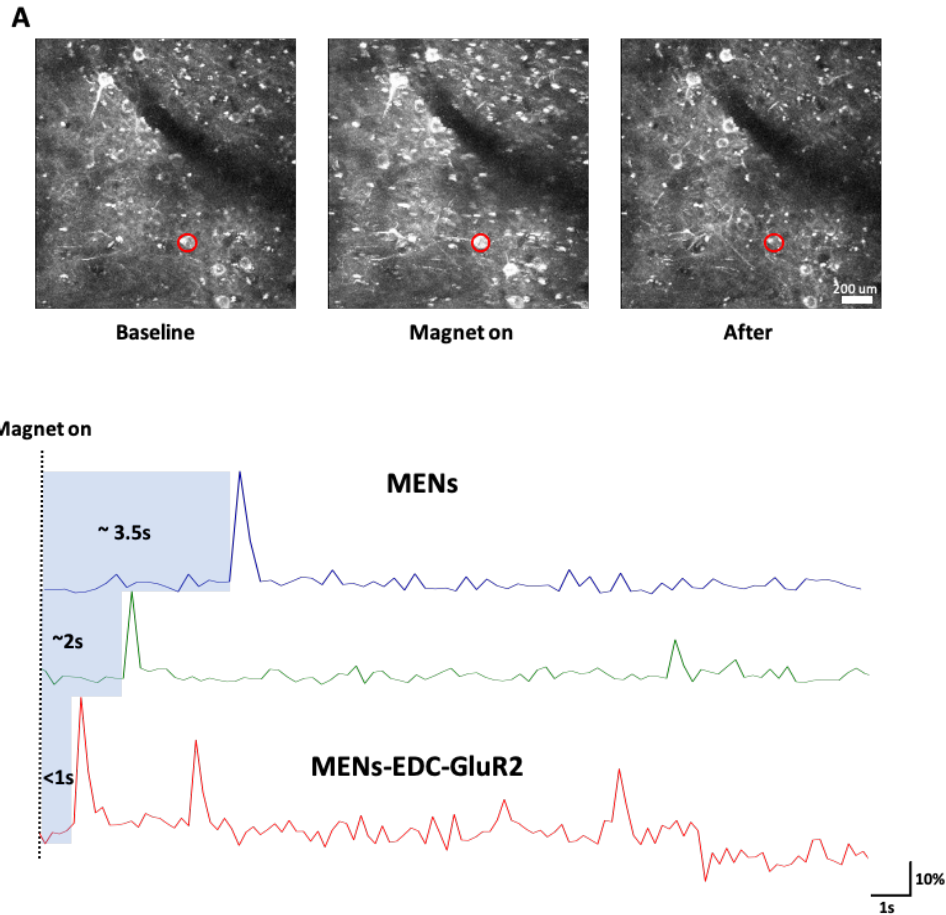 A
200 um
Baseline
Magnet on
After
Magnet on
MENs
~ 3.5s
~2s
MENs-EDC-GluR2
<1s
10%
1s